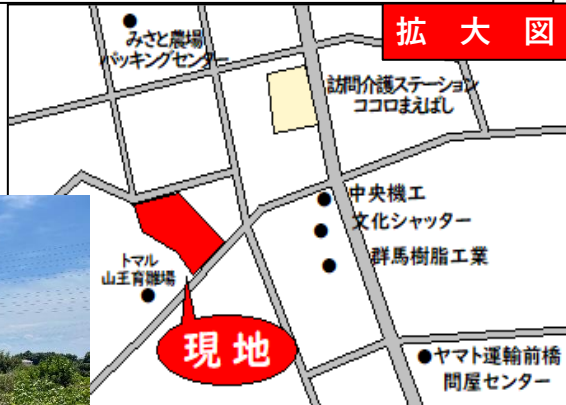 拡大図
みさと農場
パッキングセンター
訪問介護ステーション
ココロまえばし
中央機工
文化シャッター
群馬樹脂工業
トマル
山王育雛場
現地
ヤマト運輸前橋
問屋センター